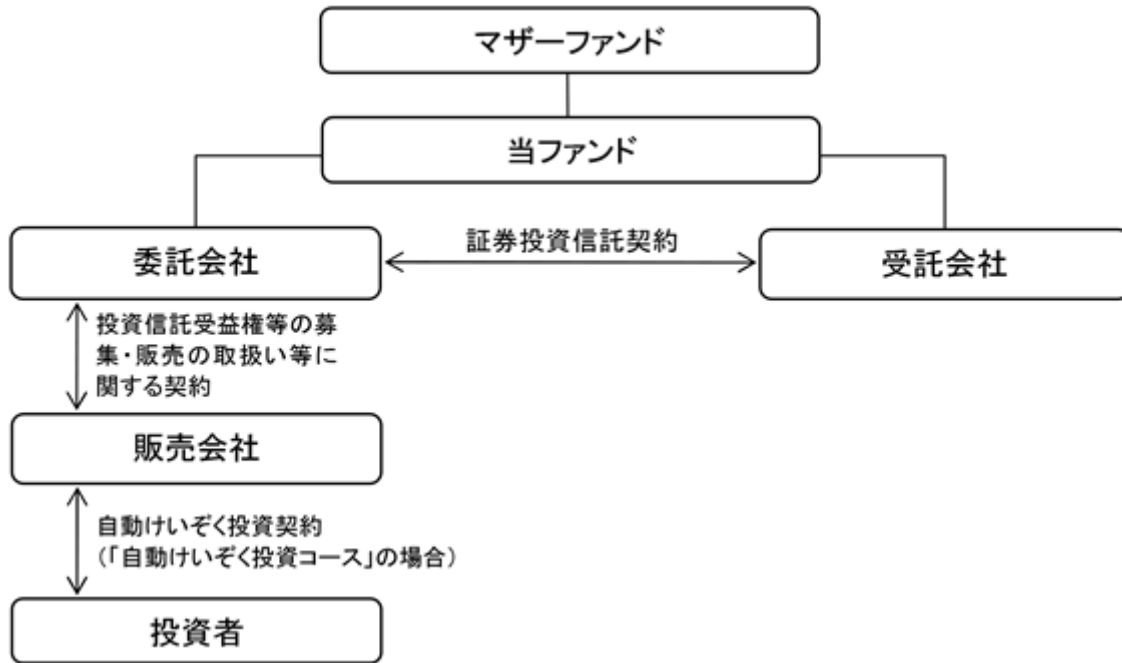 マザーファンド
当ファンド
委託会社
証券投資信託契約
受託会社
投資信託受益権等の募
集・販売の取扱い等に
関する契約
販売会社
自動けいぞく投資契約
(「自動けいぞく投資コース」の場合)
投資者